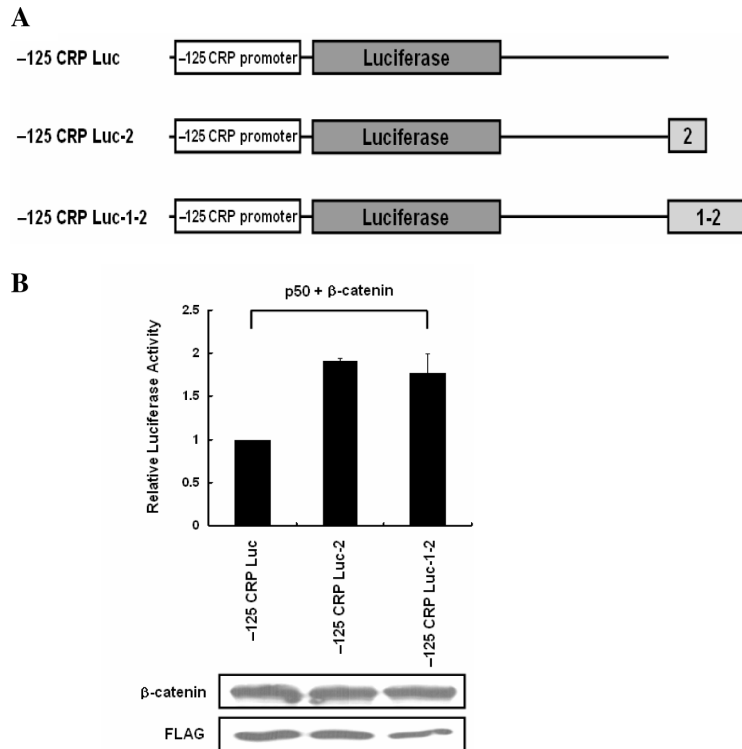 A
–125 CRP Luc –125 CRP promoter Luciferase
–125 CRP Luc-2 –125 CRP promoter Luciferase 2
–125 CRP Luc-1-2 –125 CRP promoter Luciferase 1-2
B
p50 + β-catenin
Relative Luciferase Activity
2.5
2
1.5
1
0.5
0
–125 CRP Luc
–125 CRP Luc-2
–125 CRP Luc-1-2
β-catenin
FLAG